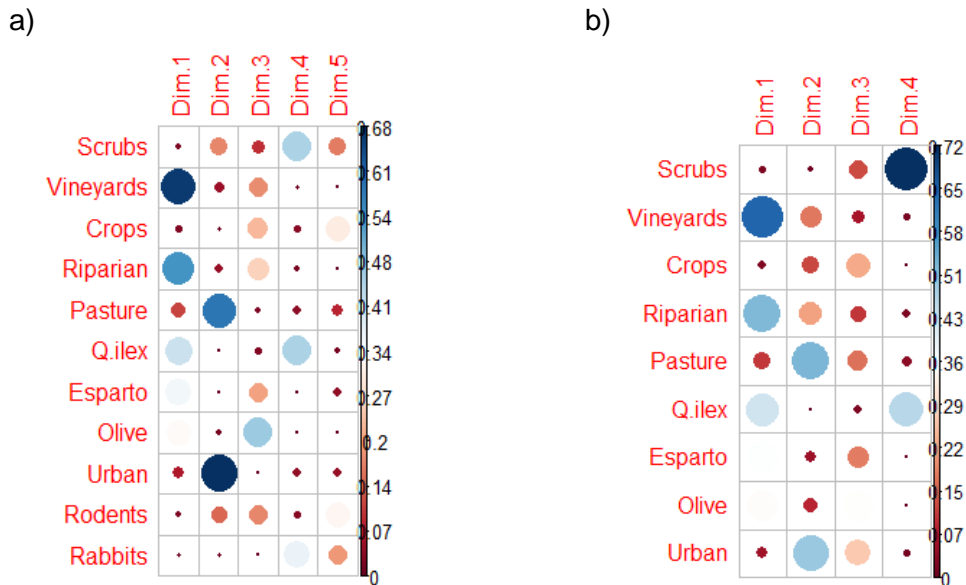 a)
Dim.1 Dim.2 Dim.3 Dim.4 Dim.5
Scrubs
Vineyards
Crops
Riparian
Pasture
Q.ilex
Esparto
Olive
Urban
Rodents
Rabbits
0.68
0.61
0.54
0.48
0.41
0.34
0.27
0.2
0.14
0.07
0
b)
Dim.1 Dim.2 Dim.3 Dim.4
Scrubs
Vineyards
Crops
Riparian
Pasture
Q.ilex
Esparto
Olive
Urban
0.72
0.65
0.58
0.51
0.43
0.36
0.29
0.22
0.15
0.07
0